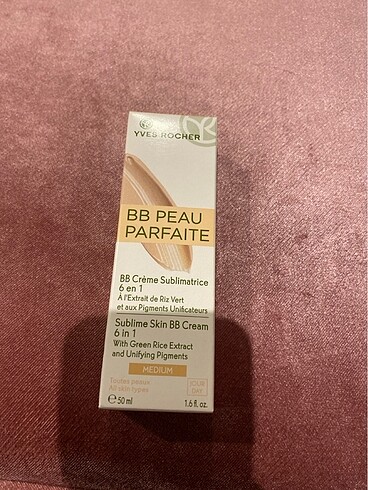 YVES ROCHER
BB PEAU
PARFAITE
BB Crème Sublimatrice
6 en 1
À l'Extrait de Riz Vert
et aux Pigments Unificateurs
Sublime Skin BB Cream
6 in 1
With Green Rice Extract
and Unifying Pigments
MEDIUM
Toutes peaux
All skin types
JOUR
DAY
℮ 50 ml
1.6 fl. oz.